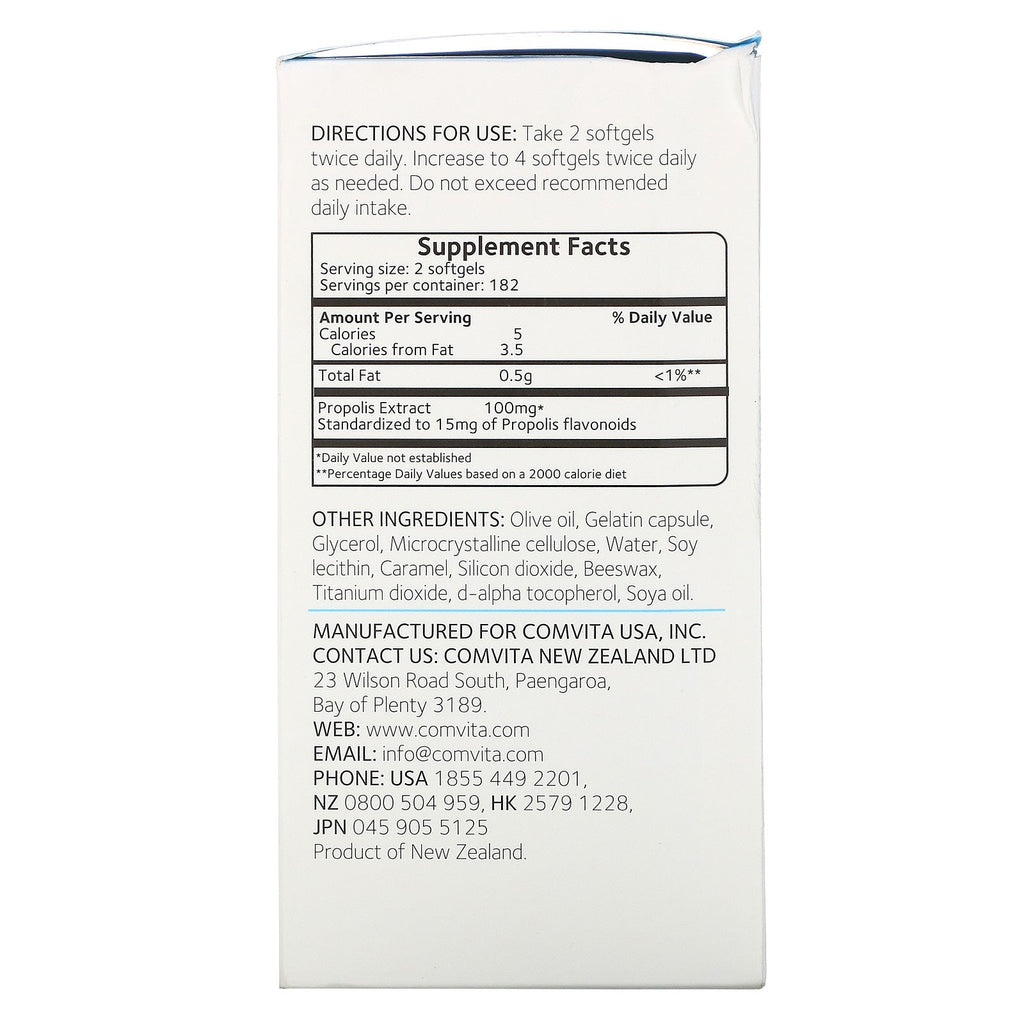 DIRECTIONS FOR USE: Take 2 softgels
twice daily. Increase to 4 softgels twice daily
as needed. Do not exceed recommended
daily intake.
Supplement Facts
Serving size: 2 softgels
Servings per container: 182
Amount Per Serving % Daily Value
Calories 5
Calories from Fat 3.5
Total Fat 0.5g <1%**
Propolis Extract 100mg*
Standardized to 15mg of Propolis flavonoids
*Daily Value not established
**Percentage Daily Values based on a 2000 calorie diet
OTHER INGREDIENTS: Olive oil, Gelatin capsule,
Glycerol, Microcrystalline cellulose, Water, Soy
lecithin, Caramel, Silicon dioxide, Beeswax,
Titanium dioxide, d-alpha tocopherol, Soya oil.
MANUFACTURED FOR COMVITA USA, INC.
CONTACT US: COMVITA NEW ZEALAND LTD
23 Wilson Road South, Paengaroa,
Bay of Plenty 3189.
WEB: www.comvita.com
EMAIL: info@comvita.com
PHONE: USA 1855 449 2201,
NZ 0800 504 959, HK 2579 1228,
JPN 045 905 5125
Product of New Zealand.